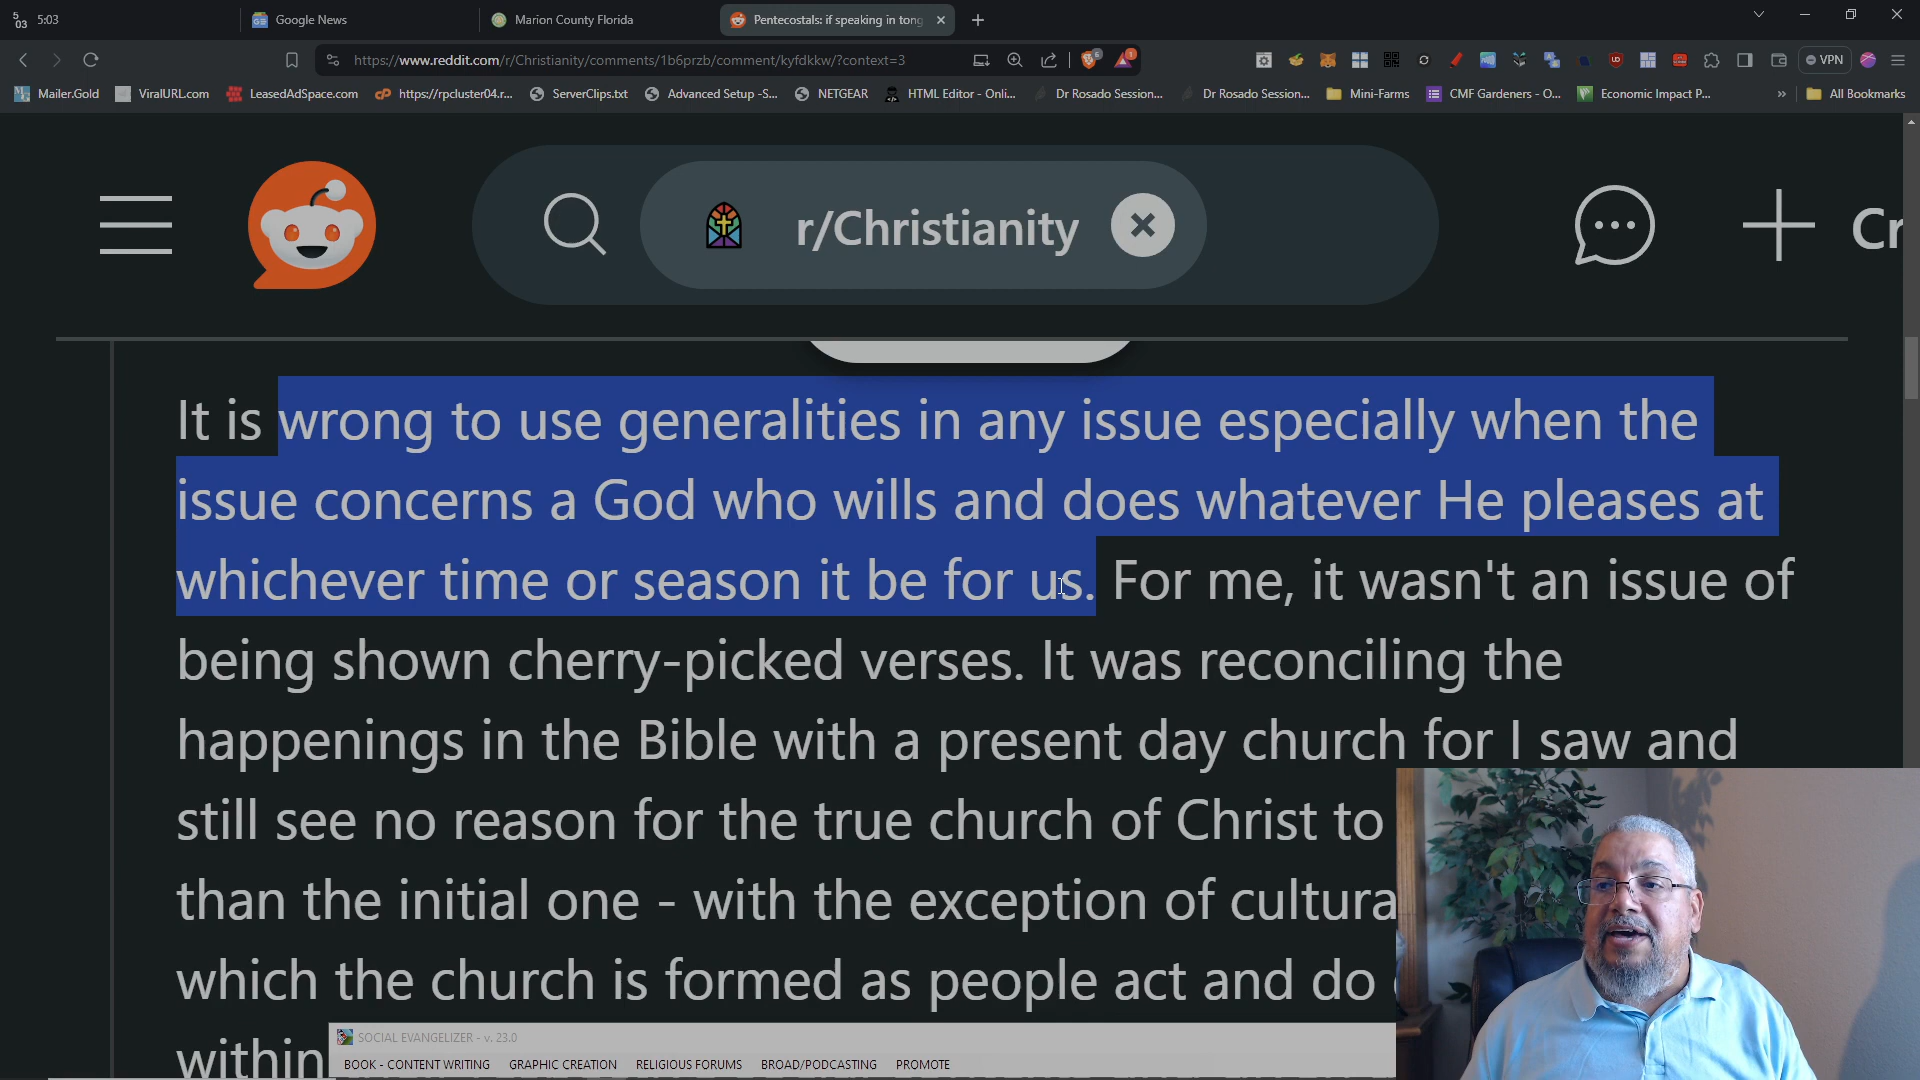 5
03
5:03
Google News
Marion County Florida
Pentecostals: if speaking in tong
https://www.reddit.com/r/Christianity/comments/1b6przb/comment/kyfdkkw/?context=3
6
1
VPN
Mailer.Gold
ViralURL.com
LeasedAdSpace.com
https://rpcluster04.r...
ServerClips.txt
Advanced Setup -S...
NETGEAR
HTML Editor - Onli...
Dr Rosado Session...
Dr Rosado Session...
Mini-Farms
CMF Gardeners - O...
Economic Impact P...
All Bookmarks
r/Christianity
Cr
It is wrong to use generalities in any issue especially when the
issue concerns a God who wills and does whatever He pleases at
whichever time or season it be for us. For me, it wasn't an issue of
being shown cherry-picked verses. It was reconciling the
happenings in the Bible with a present day church for I saw and
still see no reason for the true church of Christ to
than the initial one - with the exception of cultura
which the church is formed as people act and do
within
SOCIAL EVANGELIZER - v. 23.0
BOOK - CONTENT WRITING GRAPHIC CREATION RELIGIOUS FORUMS BROAD/PODCASTING PROMOTE